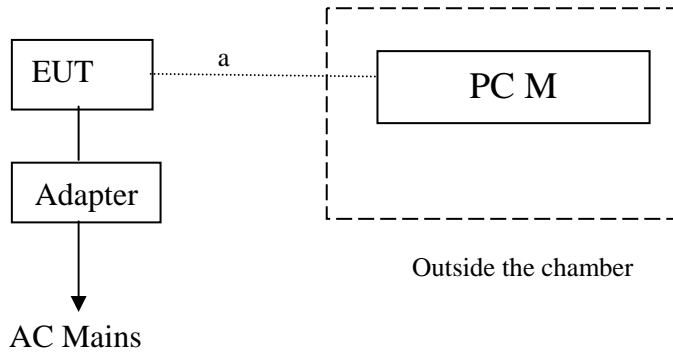 EUT
a
PC M
Adapter
Outside the chamber
AC Mains